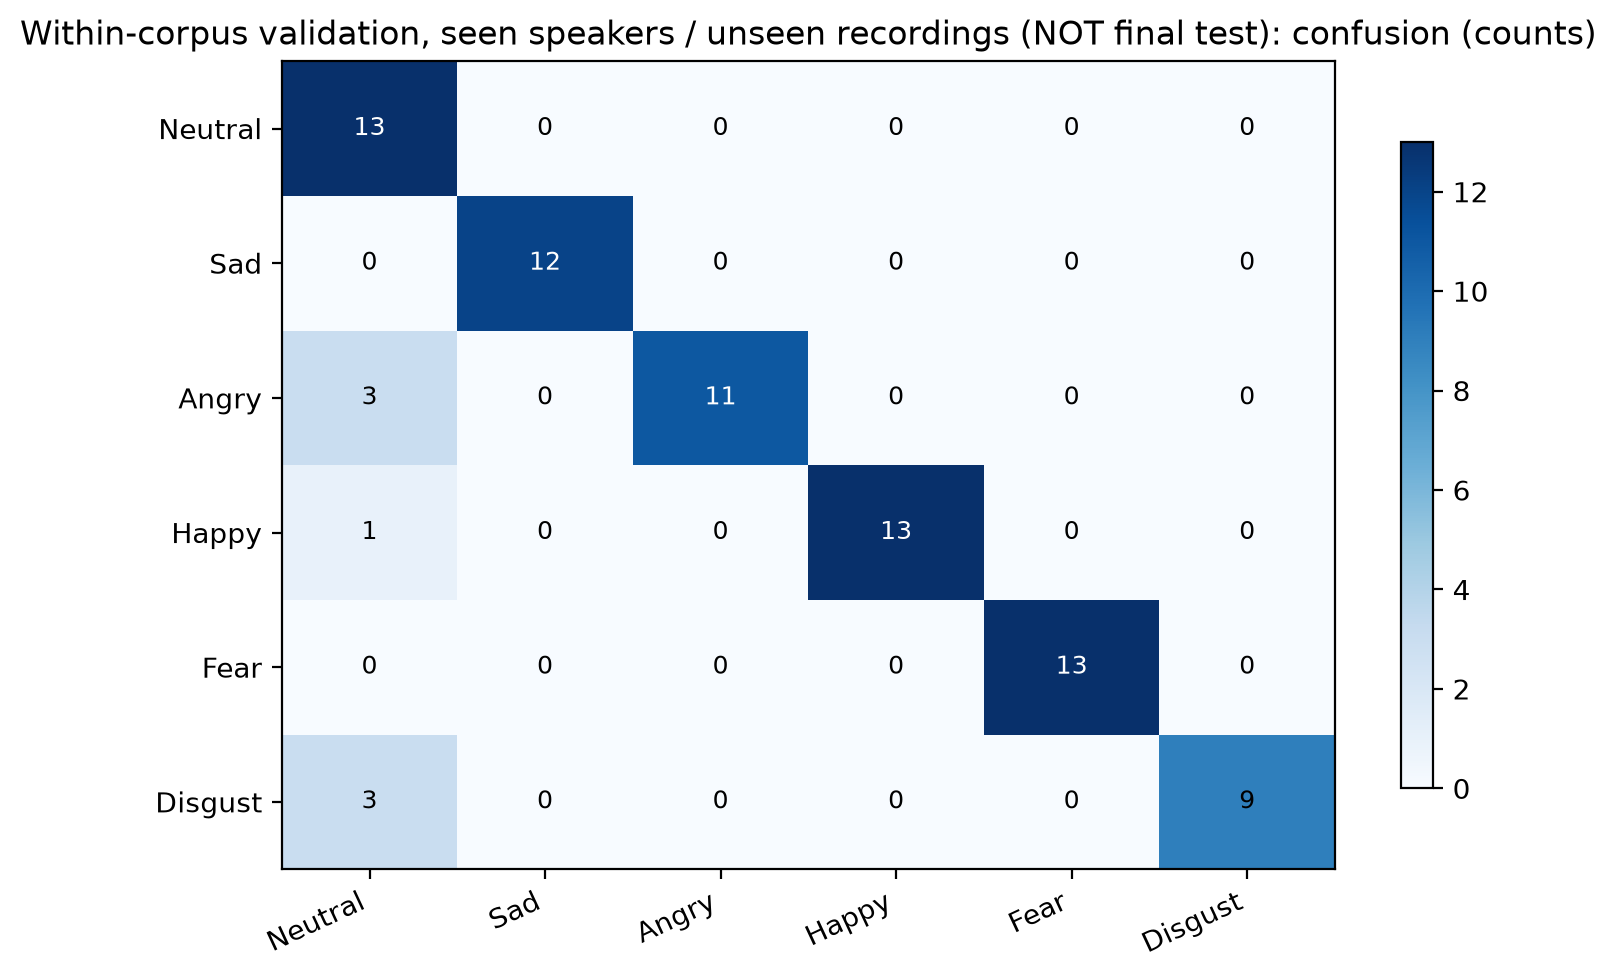 Within-corpus validation, seen speakers / unseen recordings (NOT final test): confusion (counts)
Neutral 13 0 0 0 0 0
Sad 0 12 0 0 0 0
Angry 3 0 11 0 0 0
Happy 1 0 0 13 0 0
Fear 0 0 0 0 13 0
Disgust 3 0 0 0 0 9
Neutral Sad Angry Happy Fear Disgust
12
10
8
6
4
2
0